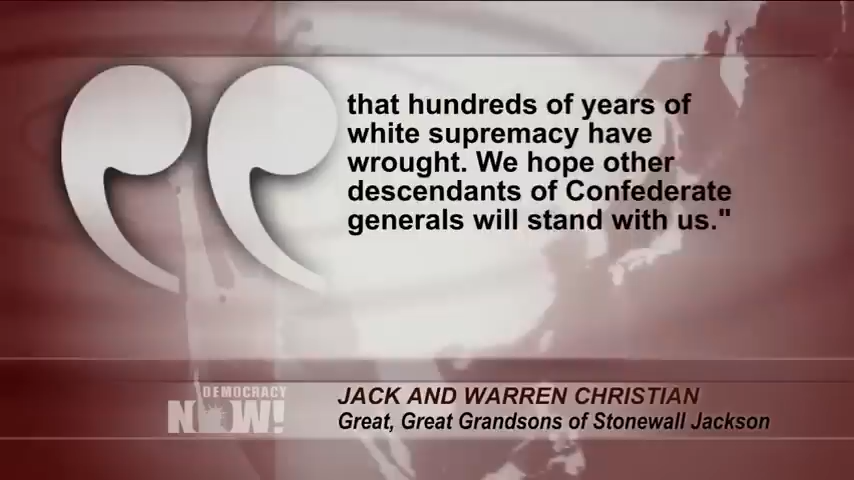 that hundreds of years of
white supremacy have
wrought. We hope other
descendants of Confederate
generals will stand with us."
DEMOCRACY
NOW!
JACK AND WARREN CHRISTIAN
Great, Great Grandsons of Stonewall Jackson